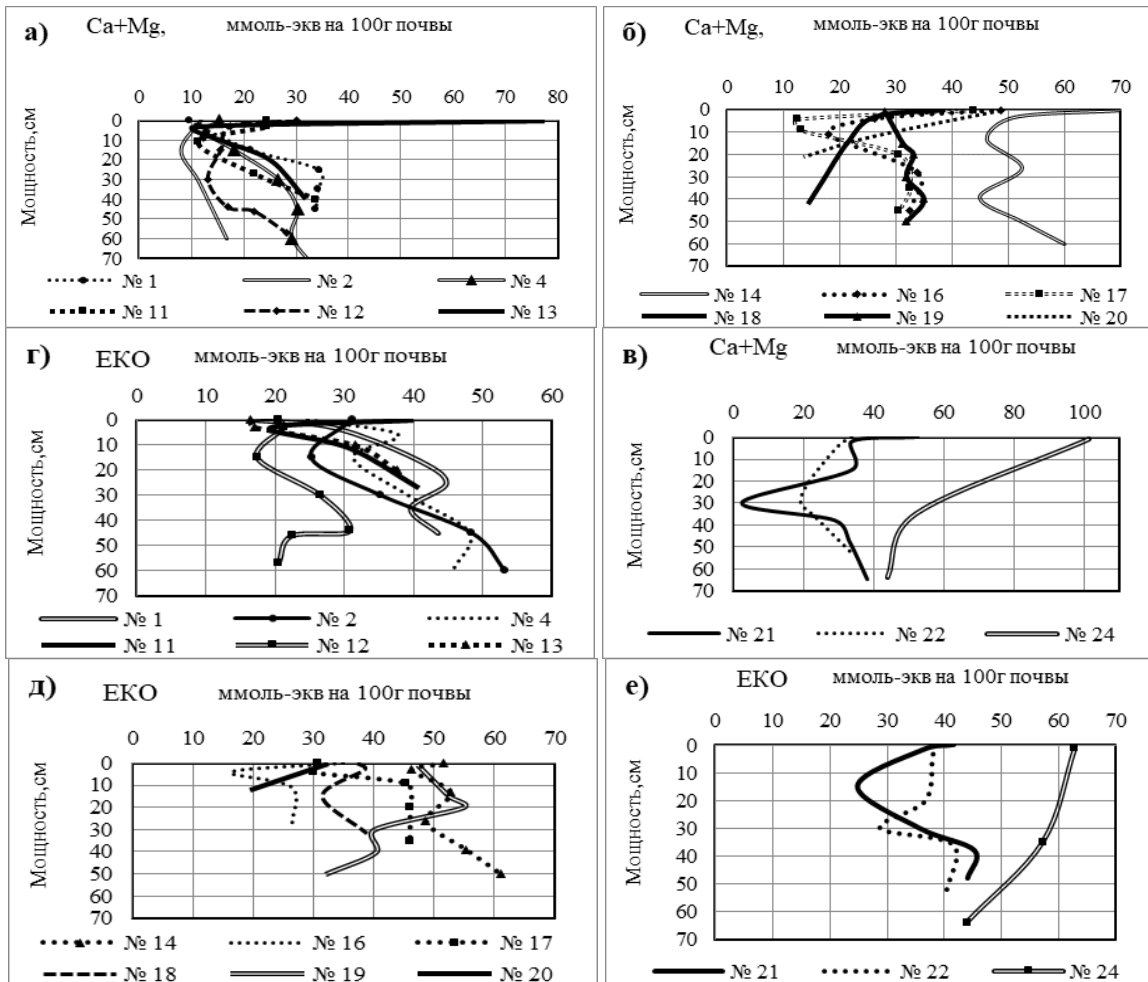 а) Ca+Mg, ммоль-экв на 100г почвы
0 10 20 30 40 50 60 70 80
Мощность,см
0
10
20
30
40
50
60
70
№ 1 № 2 № 4
№ 11 № 12 № 13
б) Ca+Mg, ммоль-экв на 100г почвы
0 10 20 30 40 50 60 70
Мощность,см
0
10
20
30
40
50
60
70
№ 14 № 16 № 17
№ 18 № 19 № 20
г) ЕКО ммоль-экв на 100г почвы
0 10 20 30 40 50 60
Мощность,см
0
10
20
30
40
50
60
70
№ 1 № 2 № 4
№ 11 № 12 № 13
в) Ca+Mg ммоль-экв на 100г почвы
0 20 40 60 80 100
Мощность,см
0
10
20
30
40
50
60
70
№ 21 № 22 № 24
д) ЕКО ммоль-экв на 100г почвы
0 10 20 30 40 50 60 70
Мощность,см
0
10
20
30
40
50
60
70
80
90
№ 14 № 16 № 17
№ 18 № 19 № 20
е) ЕКО ммоль-экв на 100г почвы
0 10 20 30 40 50 60 70
Мощность,см
0
10
20
30
40
50
60
70
№ 21 № 22 № 24